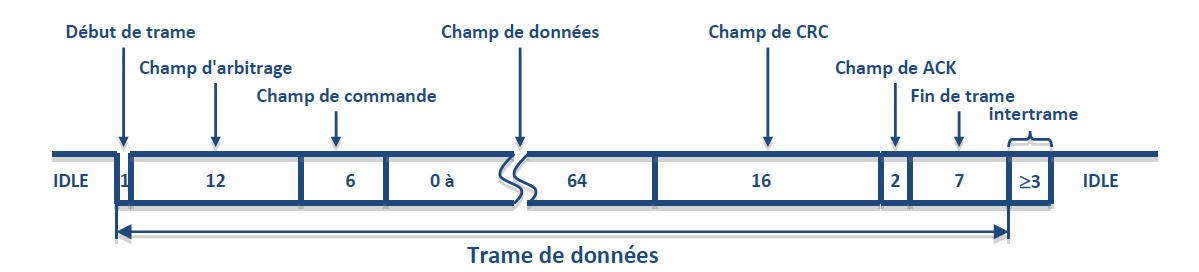 Début de trame
Champ de données
Champ de CRC
Champ d'arbitrage
Champ de ACK
Champ de commande
Fin de trame
intertrame
IDLE 1 12 6 0 à 64 16 2 7 ≥3 IDLE
Trame de données